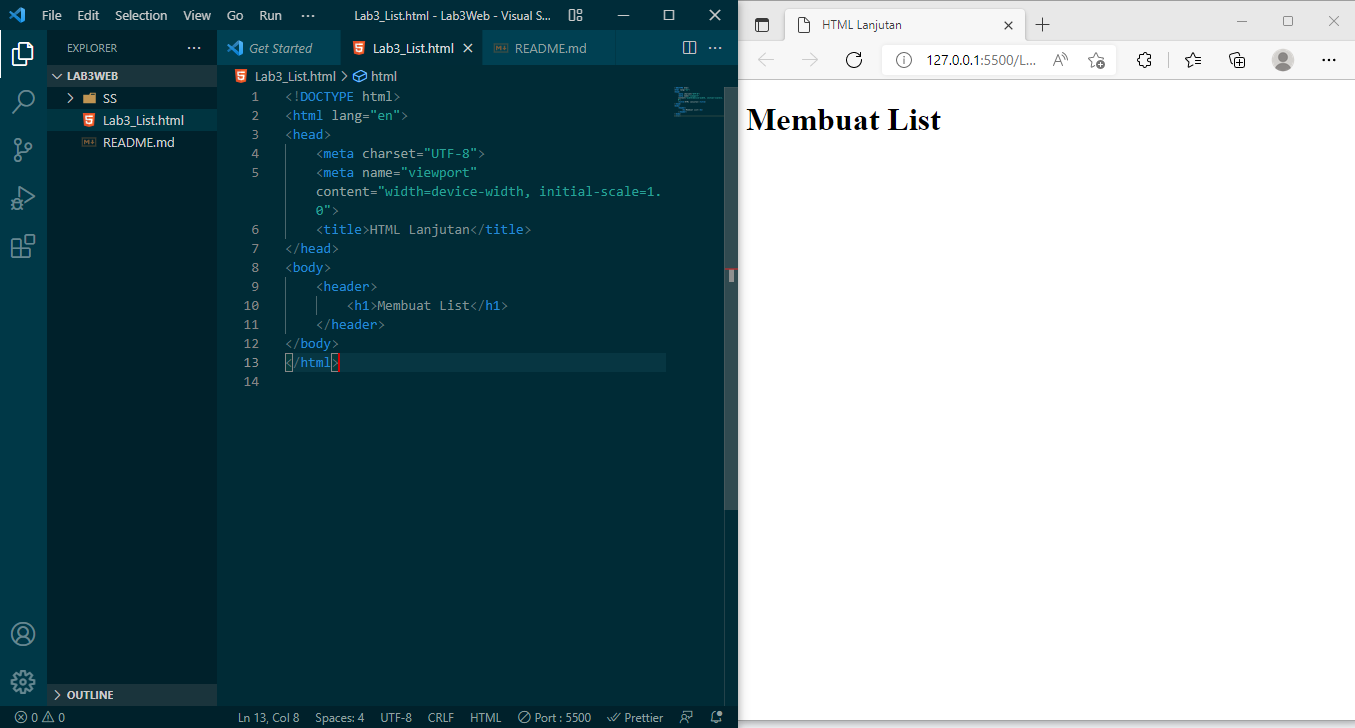 File Edit Selection View Go Run ··· Lab3_List.html - Lab3Web - Visual S...
EXPLORER ···
LAB3WEB
SS
Lab3_List.html
README.md
OUTLINE
Get Started Lab3_List.html README.md ···
Lab3_List.html > html
1 <!DOCTYPE html>
2 <html lang="en">
3 <head>
4 <meta charset="UTF-8">
5 <meta name="viewport"
content="width=device-width, initial-scale=1.
0">
6 <title>HTML Lanjutan</title>
7 </head>
8 <body>
9 <header>
10 <h1>Membuat List</h1>
11 </header>
12 </body>
13 </html>
14
0 0 Ln 13, Col 8 Spaces: 4 UTF-8 CRLF HTML Port : 5500 Prettier
HTML Lanjutan
127.0.0.1:5500/L...
Membuat List